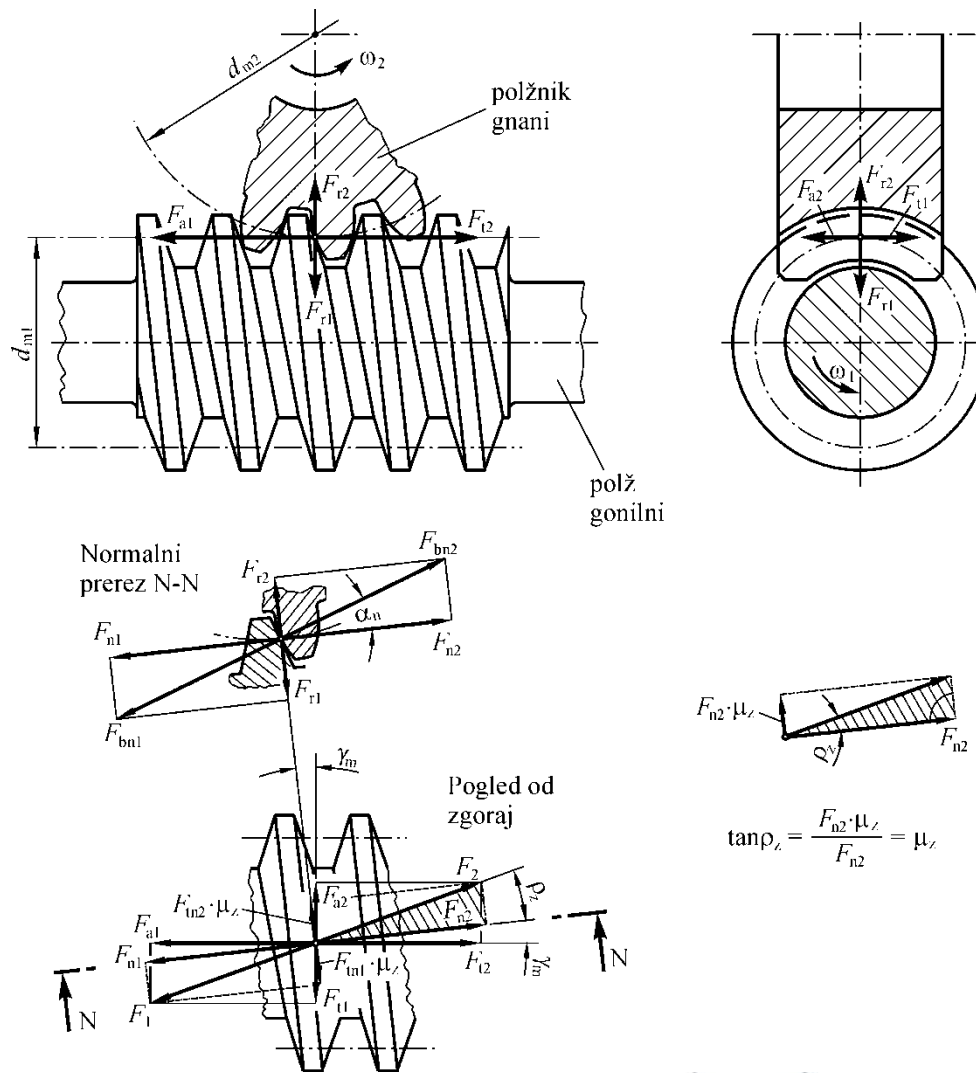 d_m2
ω_2
polžnik
gnani
F_r2
F_a1
F_t2
F_r1
d_m1
polž
gonilni
F_r2
F_a2
F_t1
F_r1
ω_1
Normalni
prerez N-N
F_r2
F_bn2
α_n
F_n1
F_n2
F_r1
F_bn1
γ_m
Pogled od
zgoraj
F_n2·μ_z
ρ_z
F_n2
tanρ_z = F_n2·μ_z / F_n2 = μ_z
F_2
F_a2
ρ_z
F_tn2·μ_z
F_n2
F_a1
F_n1
F_tn1·μ_z
F_t2
γ_m
N
F_1
F_t1
N